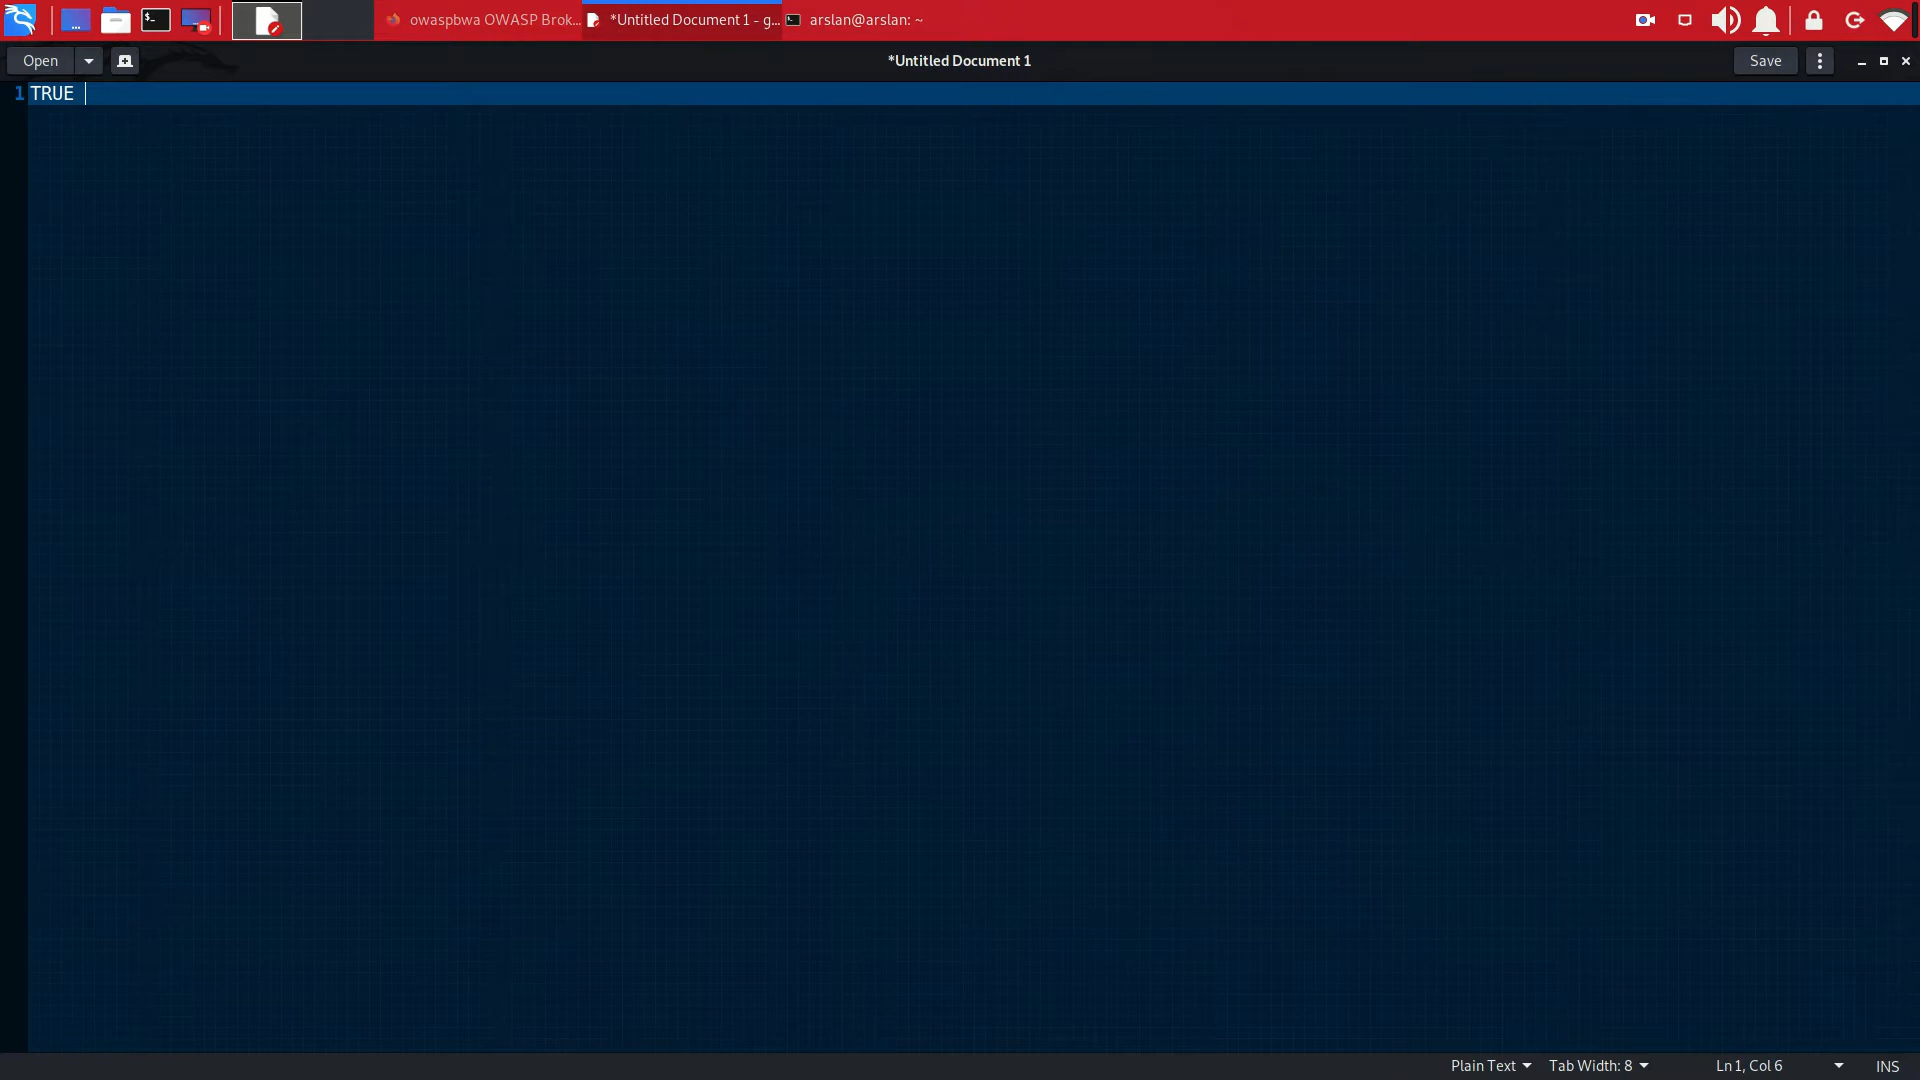 owaspbwa OWASP Brok...
*Untitled Document 1 - g...
arslan@arslan: ~
Open
*Untitled Document 1
Save
1 TRUE
Plain Text
Tab Width: 8
Ln 1, Col 6
INS